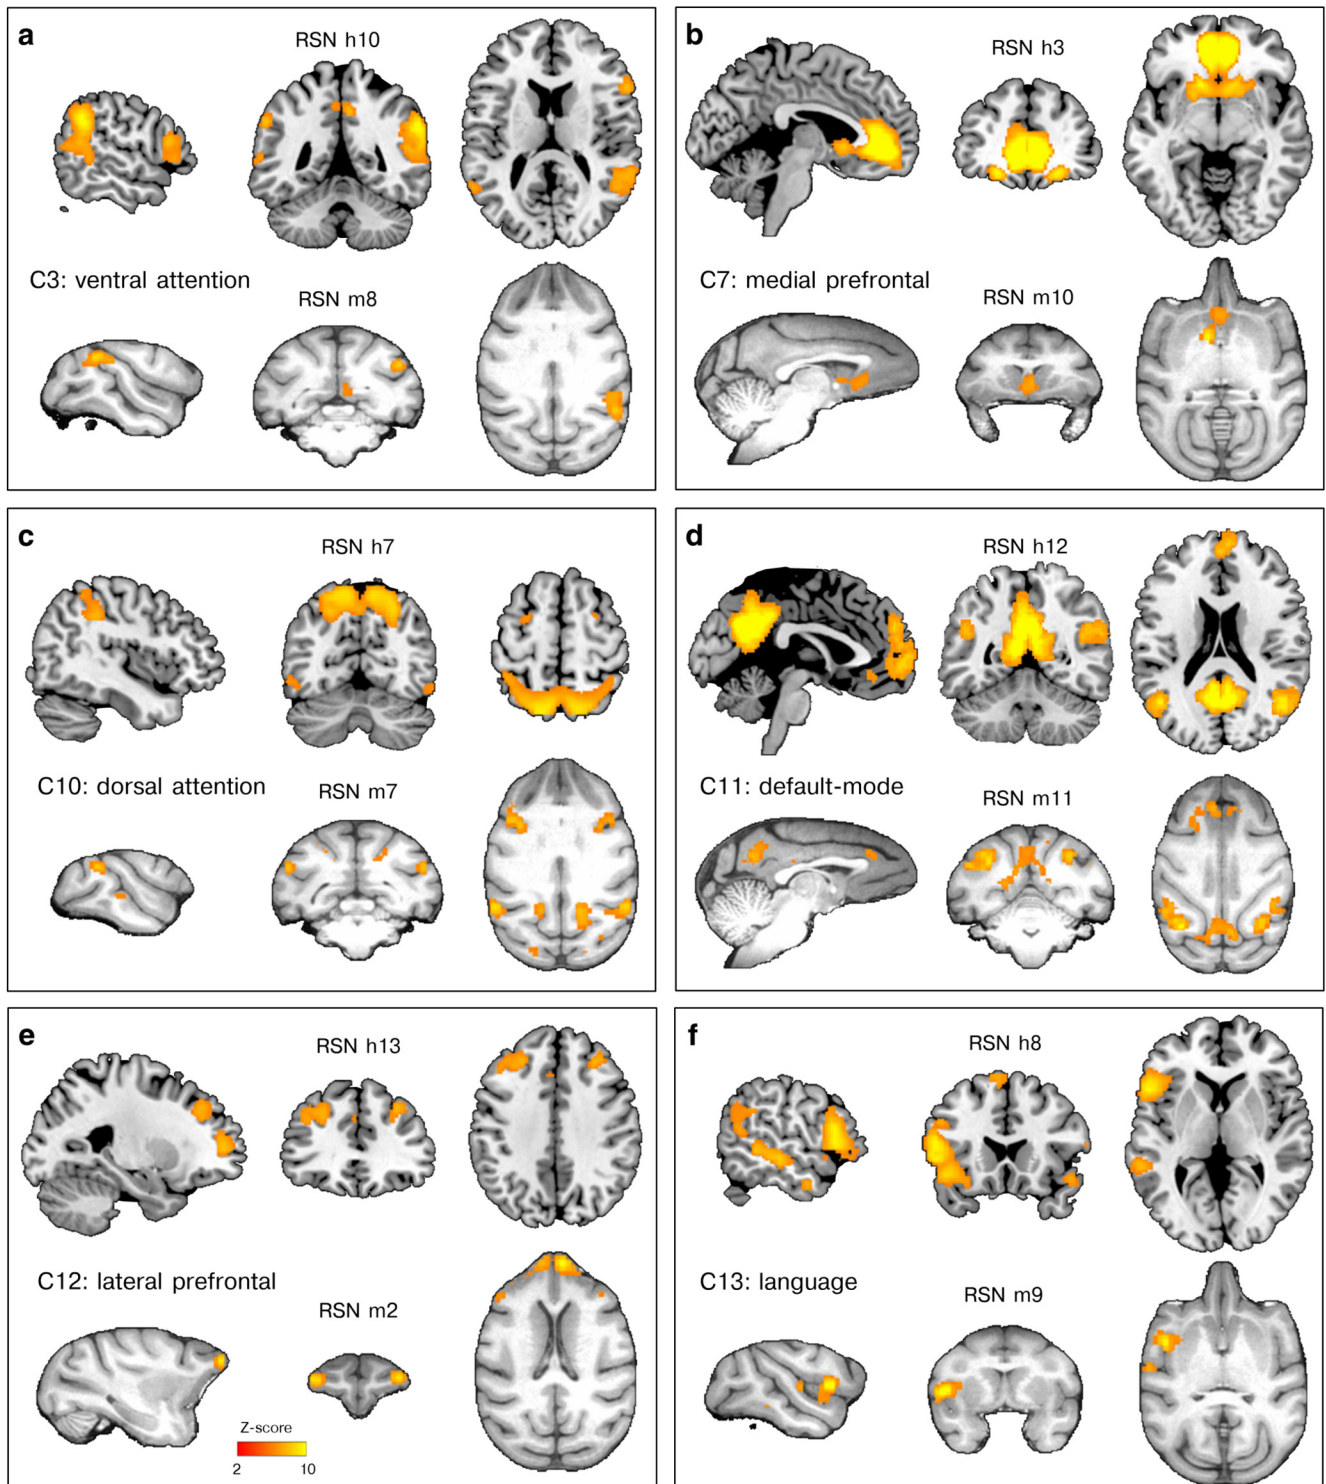 a
RSN h10
C3: ventral attention
RSN m8
b
RSN h3
C7: medial prefrontal
RSN m10
c
RSN h7
C10: dorsal attention
RSN m7
d
RSN h12
C11: default-mode
RSN m11
e
RSN h13
C12: lateral prefrontal
RSN m2
Z-score
2 10
f
RSN h8
C13: language
RSN m9